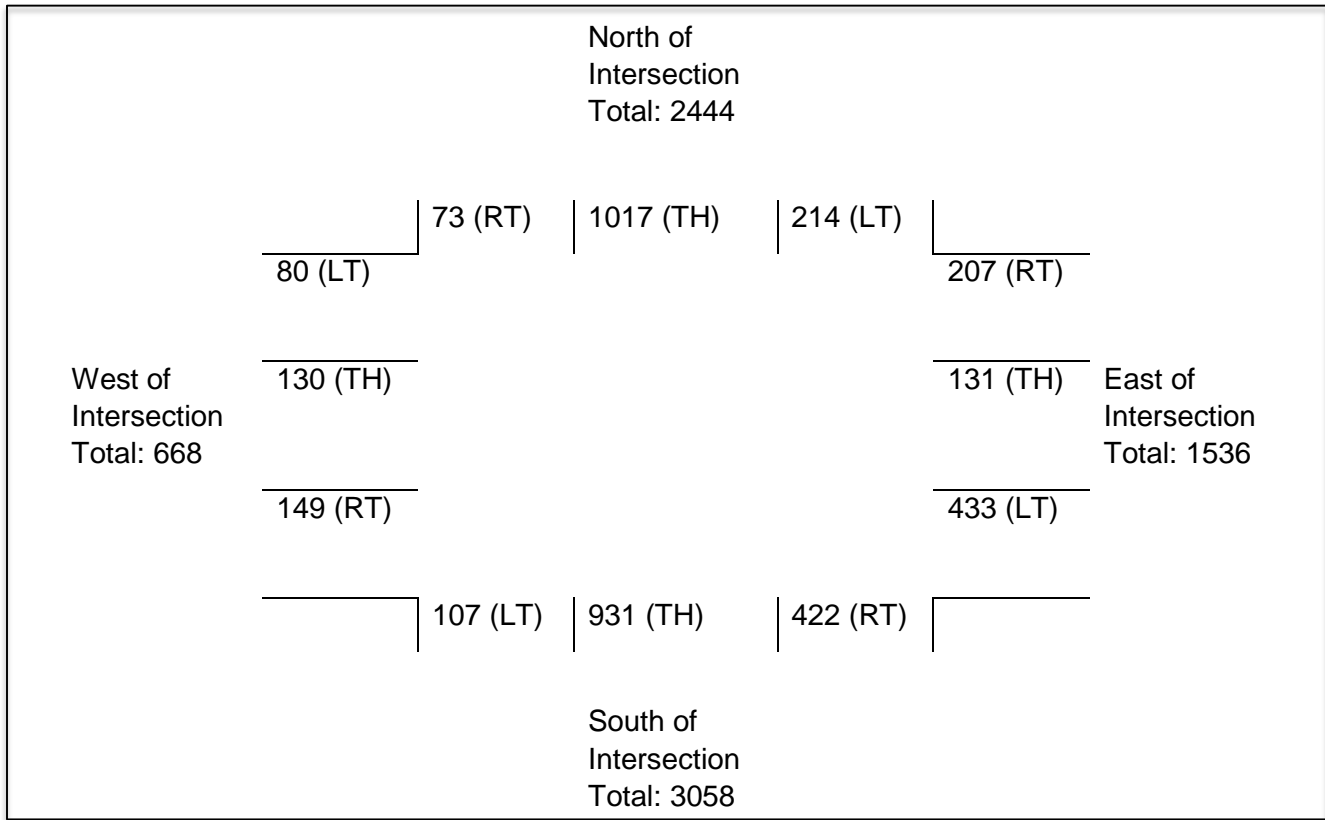 North of
Intersection
Total: 2444
73 (RT) 1017 (TH) 214 (LT)
80 (LT) 207 (RT)
West of
Intersection
Total: 668
130 (TH) 131 (TH)
East of
Intersection
Total: 1536
149 (RT) 433 (LT)
107 (LT) 931 (TH) 422 (RT)
South of
Intersection
Total: 3058